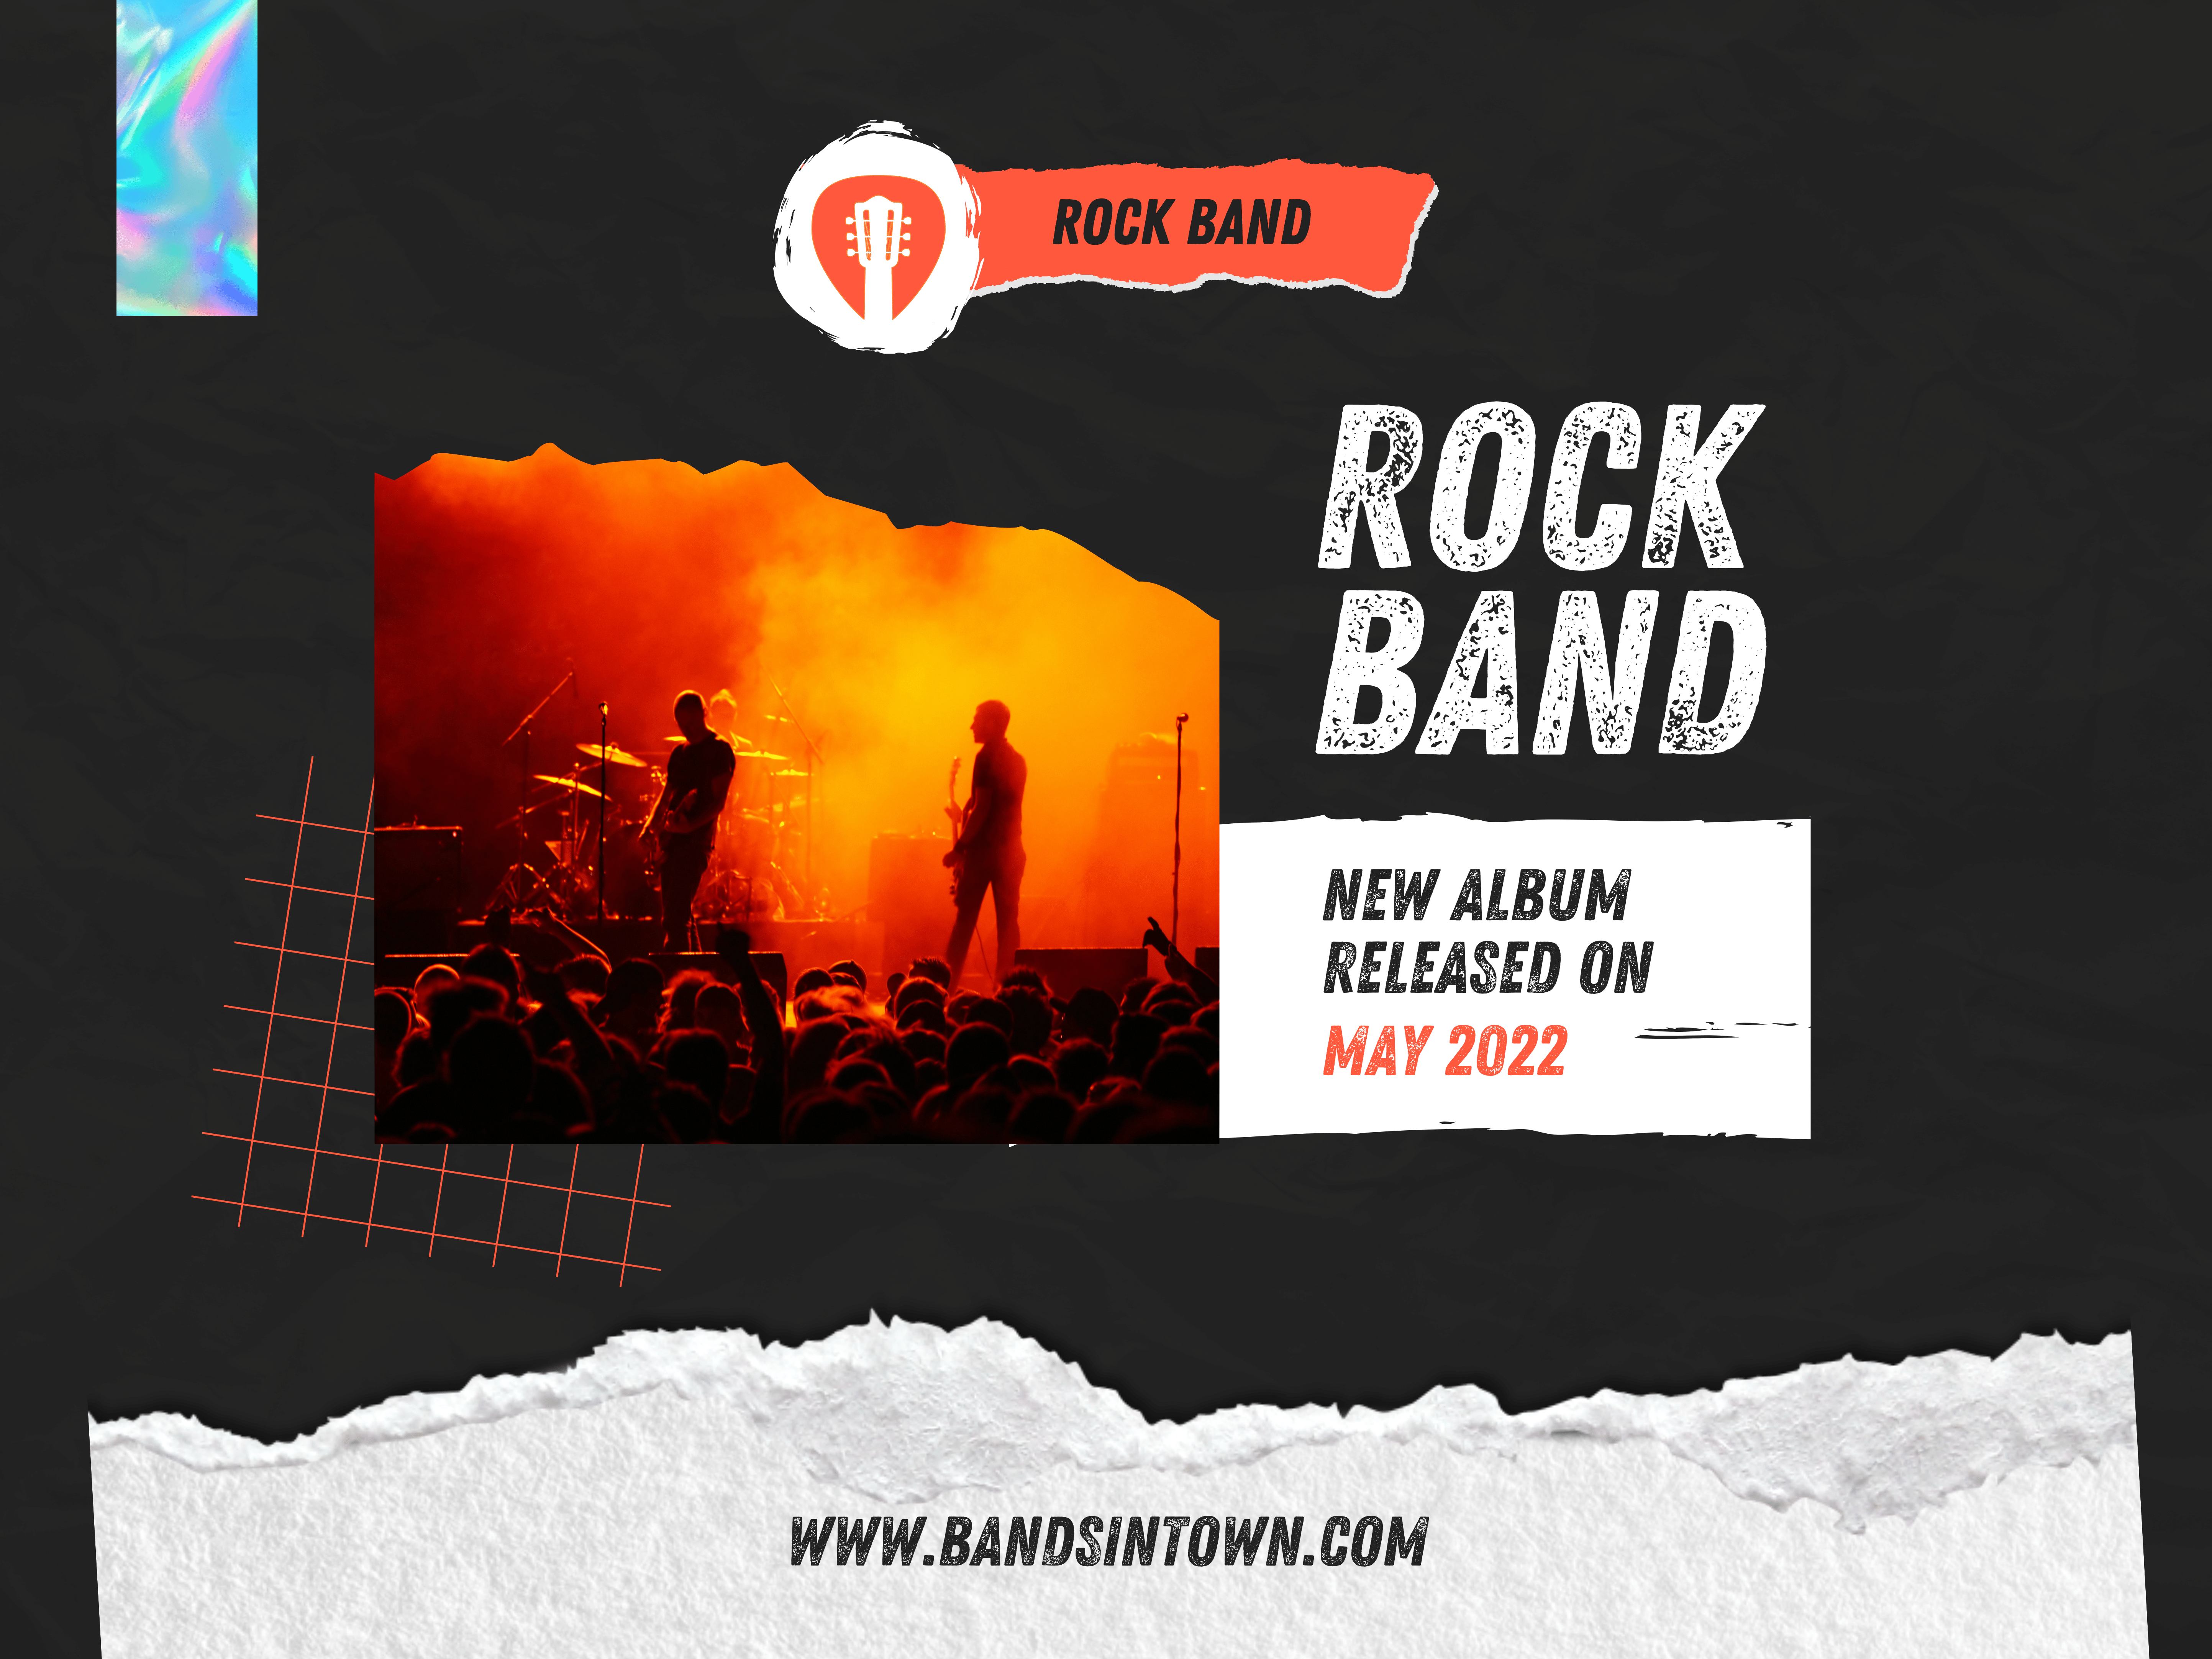 ROCK BAND
ROCK
BAND
NEW ALBUM
RELEASED ON
MAY 2022
WWW.BANDSINTOWN.COM